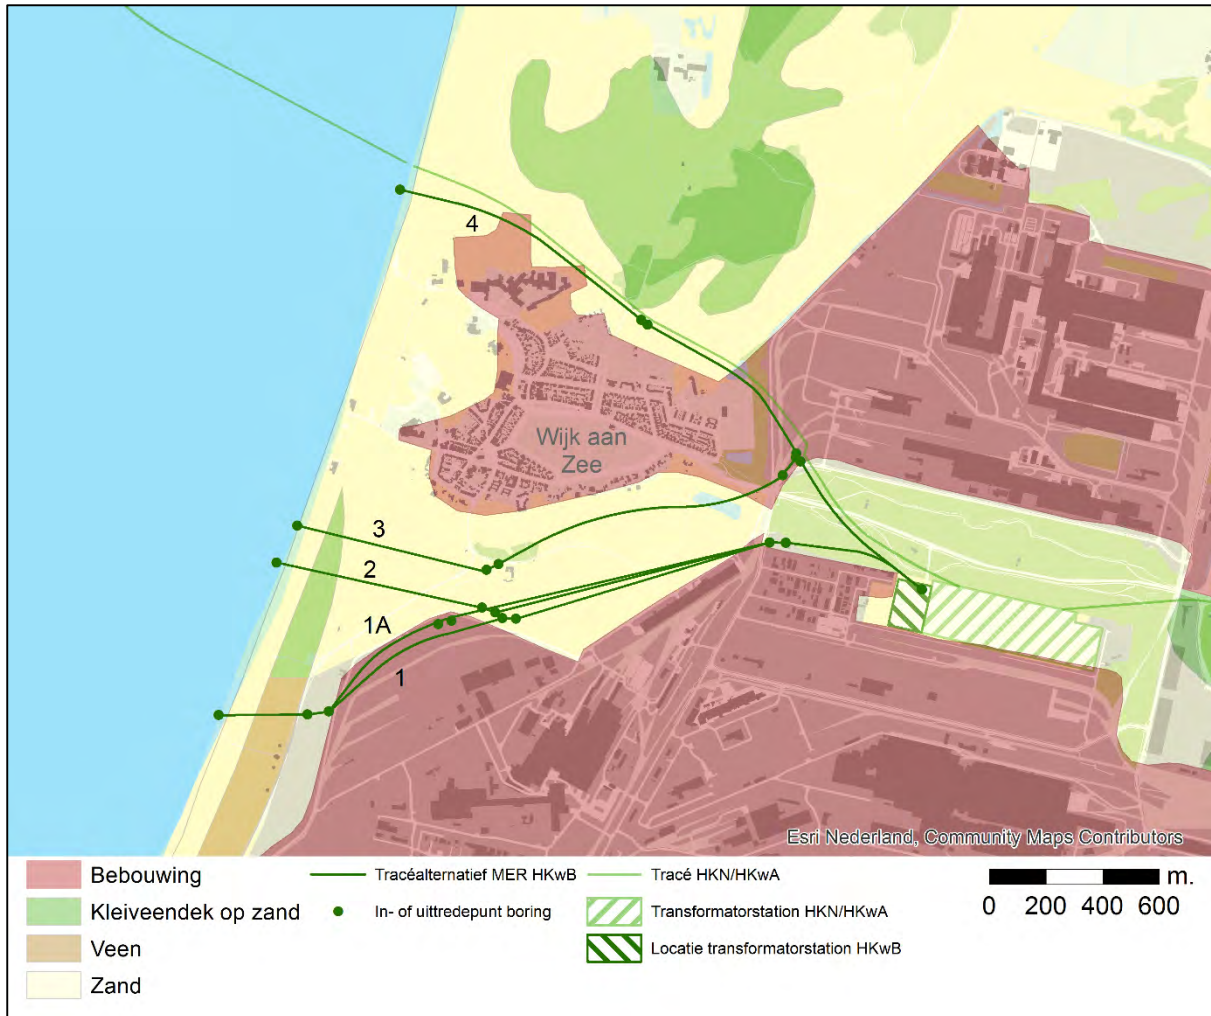 4
Wijk aan
Zee
3
2
1A
1
Esri Nederland, Community Maps Contributors
Bebouwing
Kleiveendek op zand
Veen
Zand
Tracéalternatief MER HKwB
In- of uittredepunt boring
Tracé HKN/HKwA
Transformatorstation HKN/HKwA
Locatie transformatorstation HKwB
m.
0 200 400 600